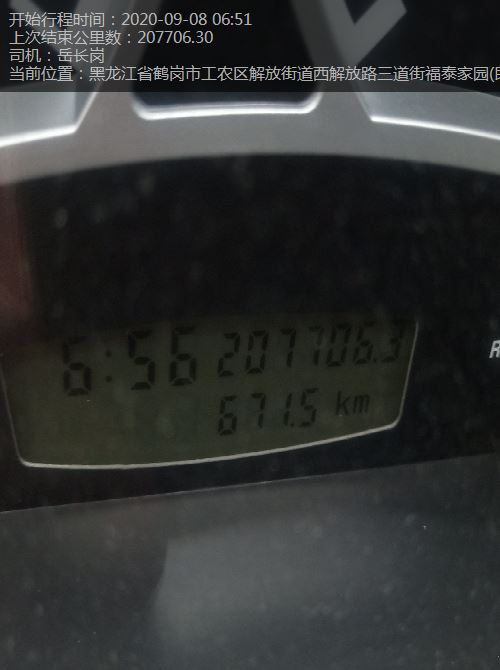 开始行程时间：2020-09-08 06:51
上次结束公里数：207706.30
司机：岳长岗
当前位置：黑龙江省鹤岗市工农区解放街道西解放路三道街福泰家园(
6:56 207706.3
671.5 km
R